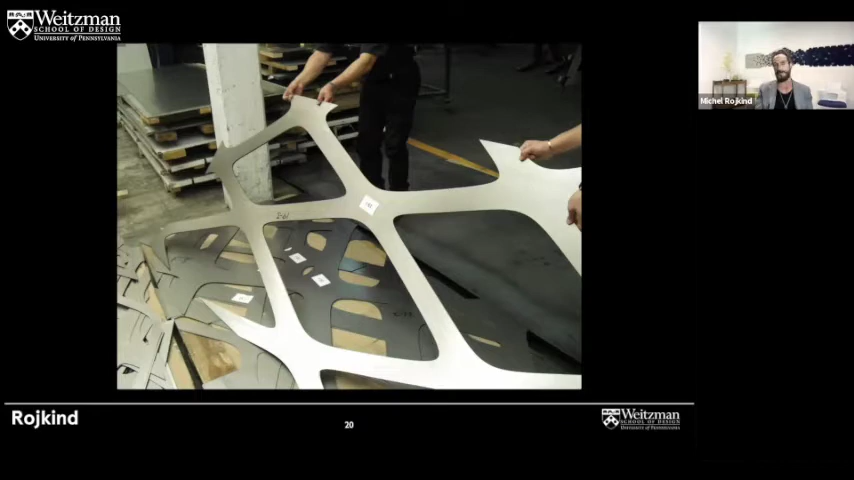 Weitzman
SCHOOL OF DESIGN
UNIVERSITY of PENNSYLVANIA
Michel Rojkind
Rojkind
20
Weitzman
SCHOOL OF DESIGN
UNIVERSITY of PENNSYLVANIA